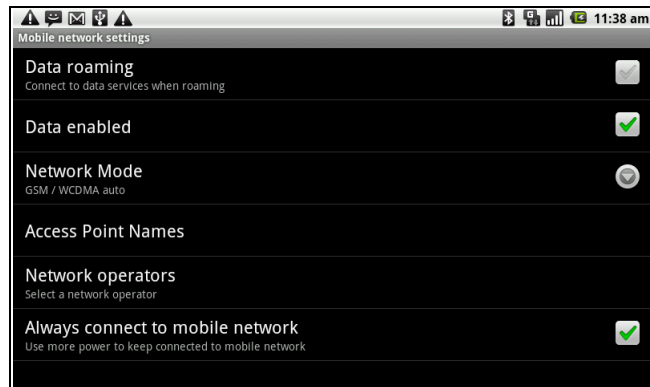 11:38 am
Mobile network settings
Data roaming
Connect to data services when roaming
Data enabled
Network Mode
GSM / WCDMA auto
Access Point Names
Network operators
Select a network operator
Always connect to mobile network
Use more power to keep connected to mobile network